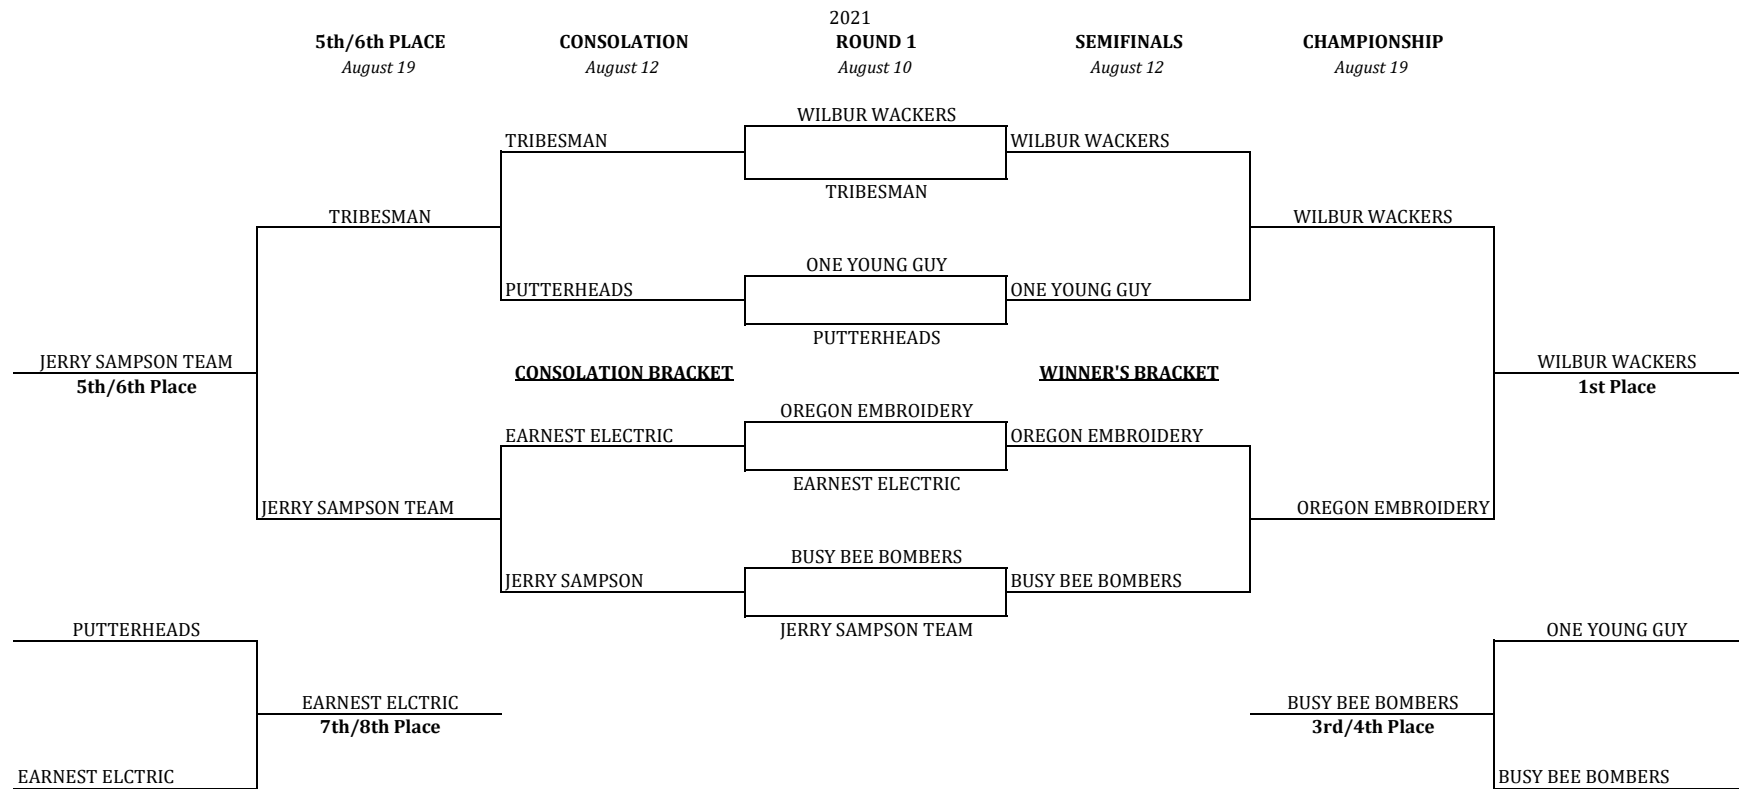 2021
5th/6th PLACE CONSOLATION ROUND 1 SEMIFINALS CHAMPIONSHIP
August 19 August 12 August 10 August 12 August 19
WILBUR WACKERS
TRIBESMAN WILBUR WACKERS
TRIBESMAN
TRIBESMAN WILBUR WACKERS
ONE YOUNG GUY
PUTTERHEADS ONE YOUNG GUY
PUTTERHEADS
JERRY SAMPSON TEAM CONSOLATION BRACKET WINNER'S BRACKET WILBUR WACKERS
5th/6th Place 1st Place
OREGON EMBROIDERY
EARNEST ELECTRIC OREGON EMBROIDERY
EARNEST ELECTRIC
JERRY SAMPSON TEAM OREGON EMBROIDERY
BUSY BEE BOMBERS
JERRY SAMPSON BUSY BEE BOMBERS
PUTTERHEADS JERRY SAMPSON TEAM ONE YOUNG GUY
EARNEST ELCTRIC BUSY BEE BOMBERS
7th/8th Place 3rd/4th Place
EARNEST ELCTRIC BUSY BEE BOMBERS